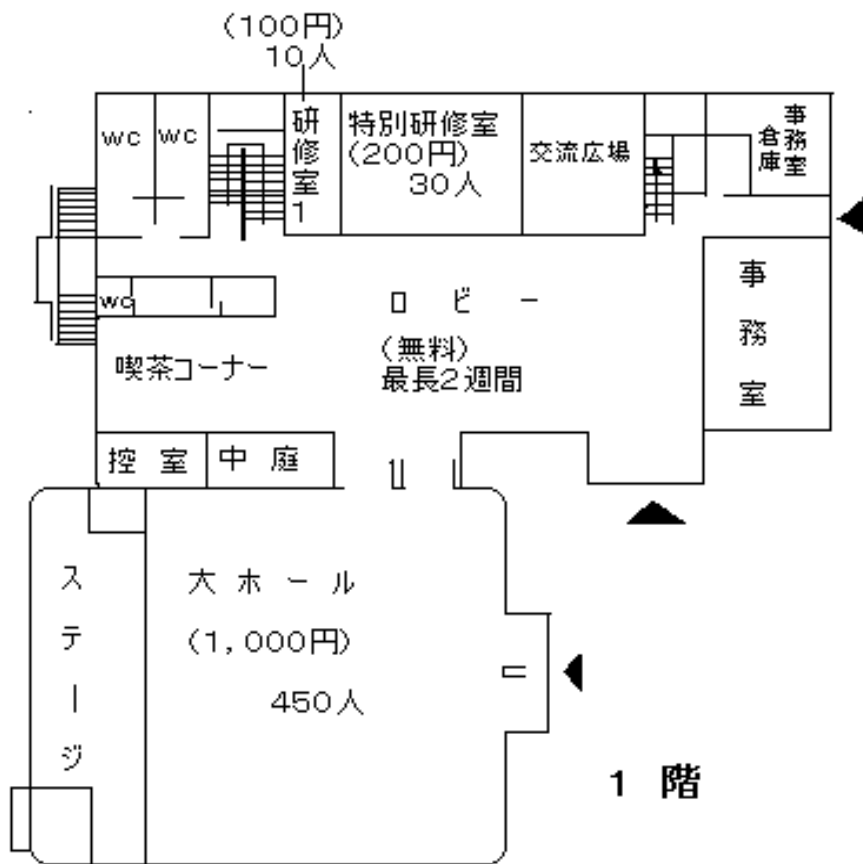 (100円)
10人
wc
wc
研修室1
特別研修室
(200円)
30人
交流広場
事務室
倉庫
wc
ロビー
(無料)
最長2週間
喫茶コーナー
事務室
控室
中庭
ステージ
大ホール
(1,000円)
450人
1階